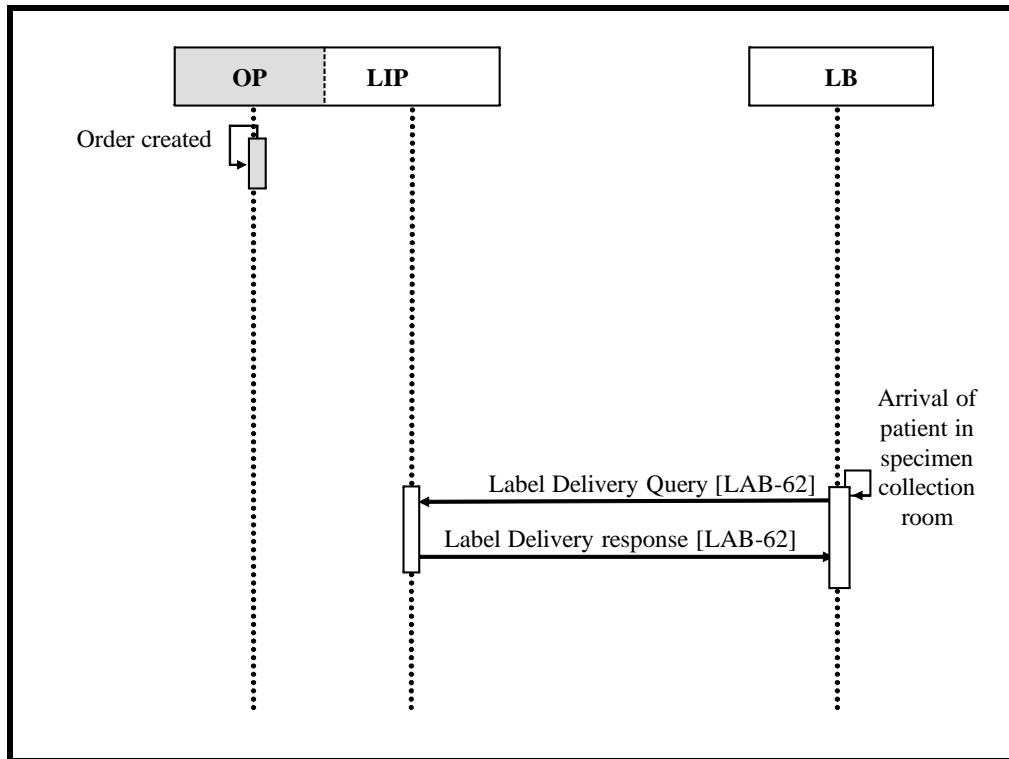 OP
LIP
LB
Order created
Arrival of
patient in
specimen
collection
room
Label Delivery Query [LAB-62]
Label Delivery response [LAB-62]